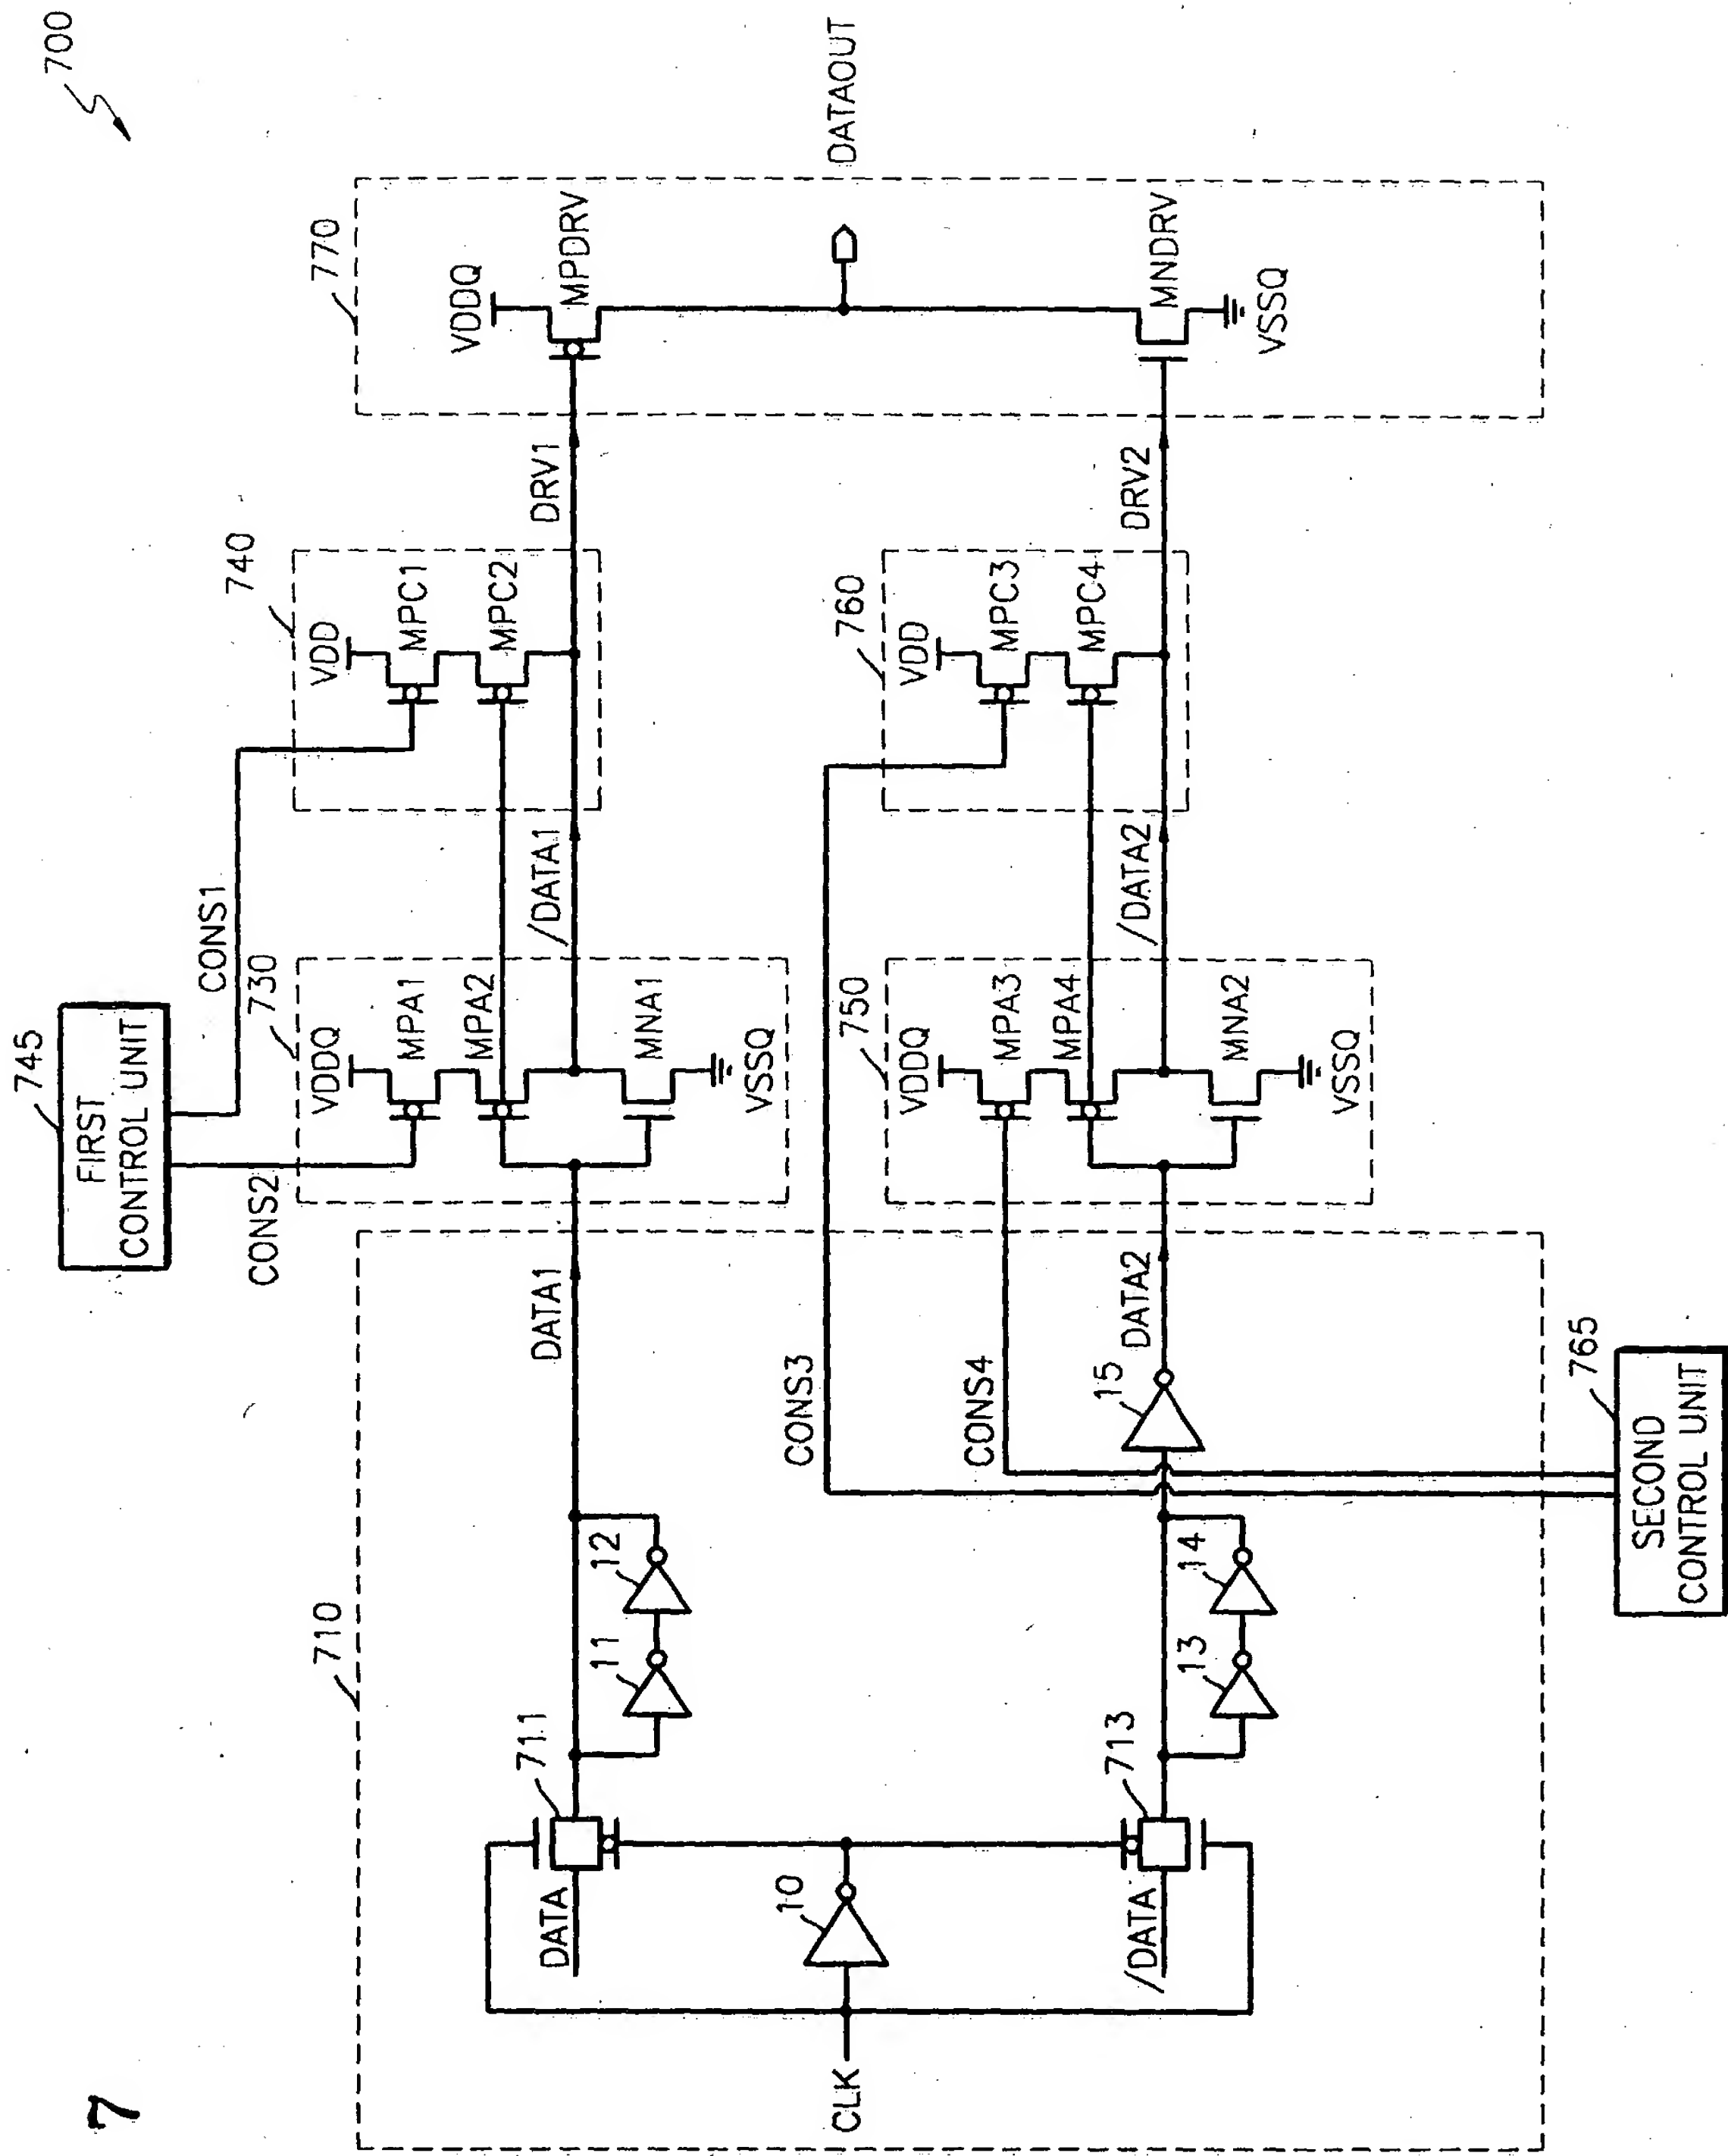 7
700
745
FIRST
CONTROL UNIT
CONS2
CONS1
730
VDDQ
MPA1
MPA2
MNA1
VSSQ
740
VDD
MPC1
MPC2
770
VDDQ
MPDRV
710
DATA
711
11
12
DATA1
/DATA1
DRV1
CLK
10
DATAOUT
CONS3
CONS4
750
VDDQ
MPA3
MPA4
MNA2
VSSQ
760
VDD
MPC3
MPC4
/DATA
713
13
14
15
DATA2
/DATA2
DRV2
MNDRV
VSSQ
765
SECOND
CONTROL UNIT